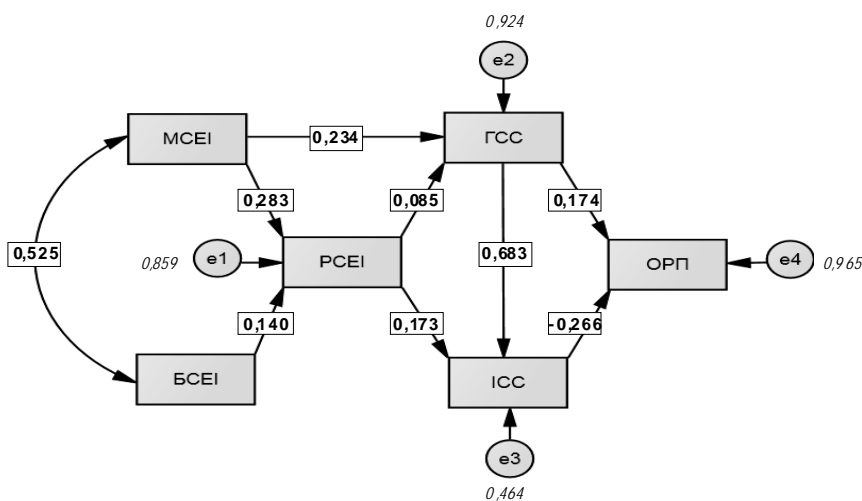 0,924
e2
МСЕІ
0,234
ГСС
0,283
0,085
0,174
0,525
0,859
e1
РСЕІ
0,683
ОРП
e4
0,965
0,140
0,173
-0,266
БСЕІ
ІСС
e3
0,464